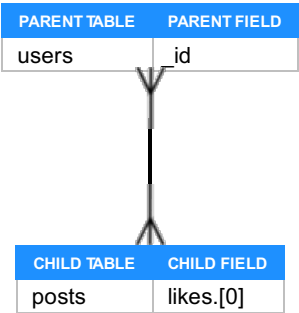 PARENT TABLE PARENT FIELD
users _id
CHILD TABLE CHILD FIELD
posts likes.[0]